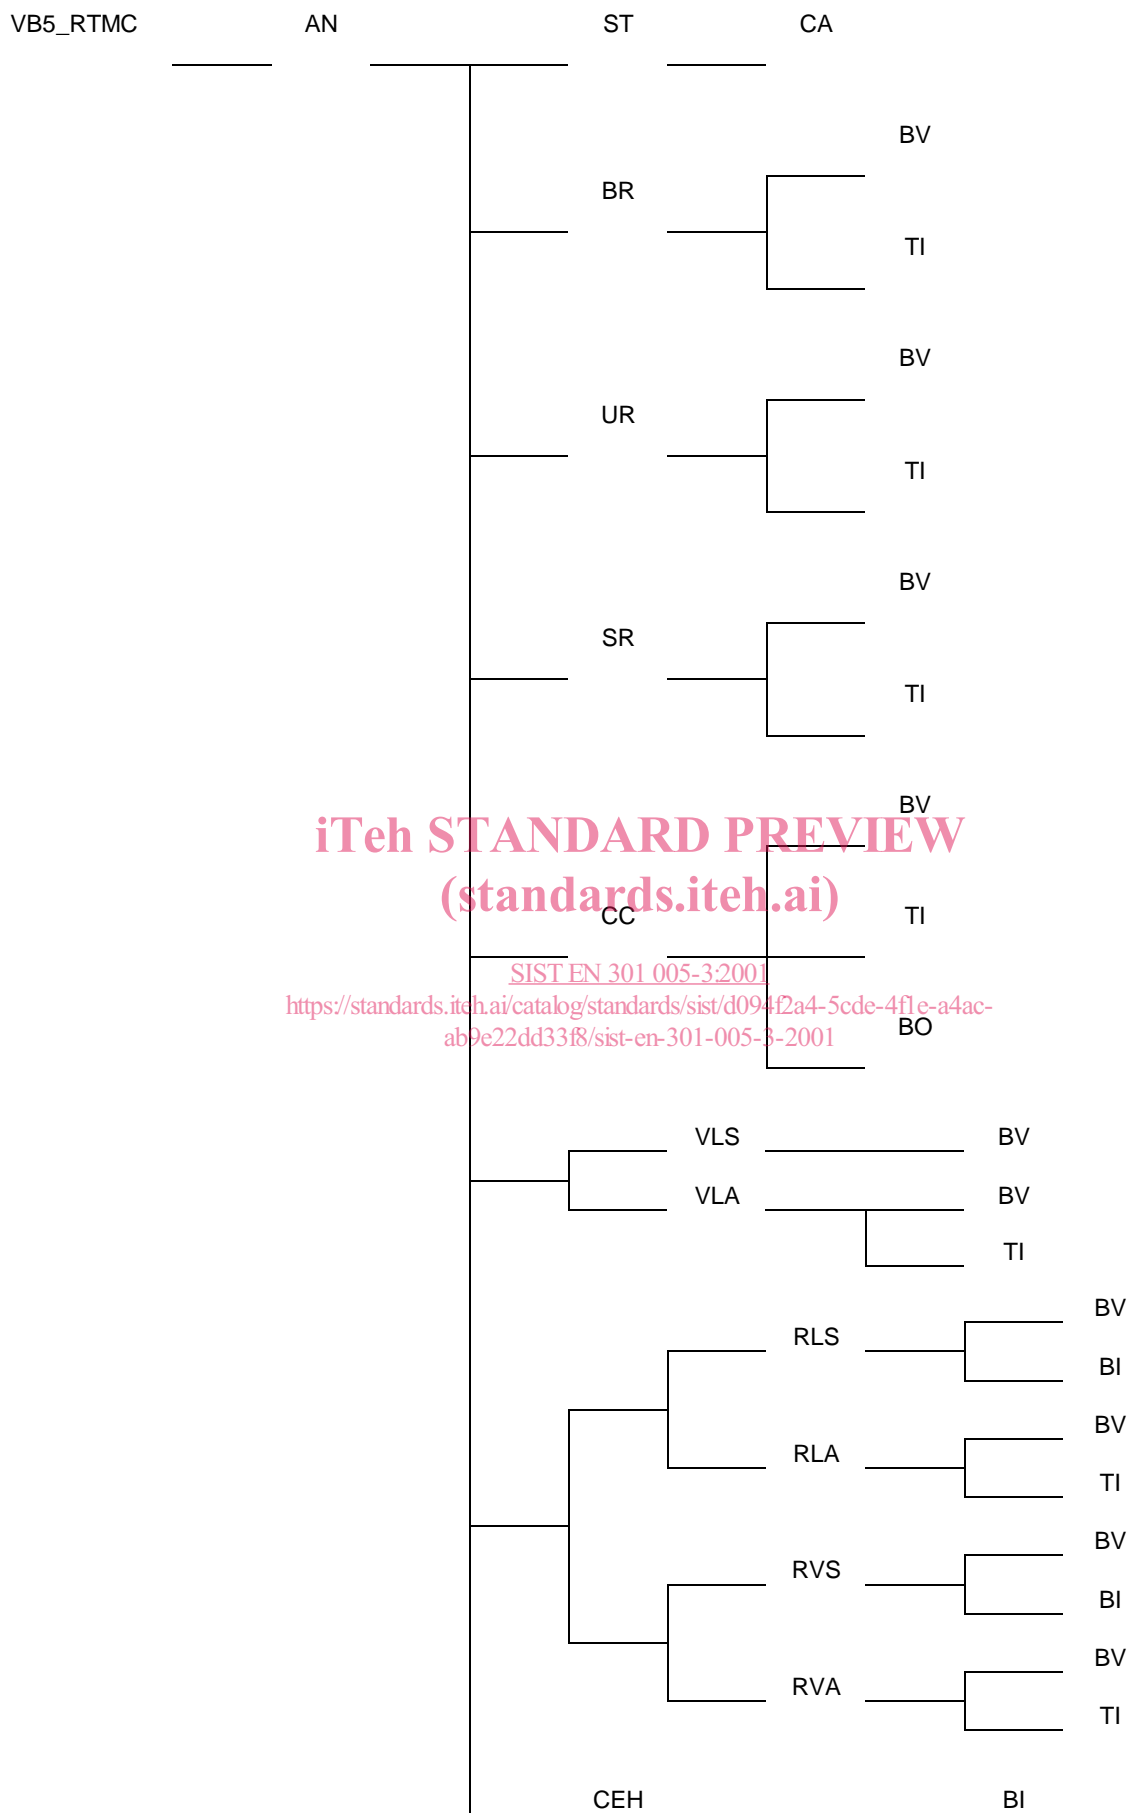 VB5_RTMC AN ST CA
BV
BR
TI
BV
UR
TI
BV
SR
TI
BV
iTeh STANDARD PREVIEW
(standards.iteh.ai)
CC TI
SIST EN 301 005-3:2001
https://standards.iteh.ai/catalog/standards/sist/d094f2a4-5cde-4f1e-a4ac-
ab9e22dd33f8/sist-en-301-005-3-2001
BO
VLS BV
VLA BV
TI
BV
RLS
BI
BV
RLA
TI
BV
RVS
BI
BV
RVA
TI
CEH BI